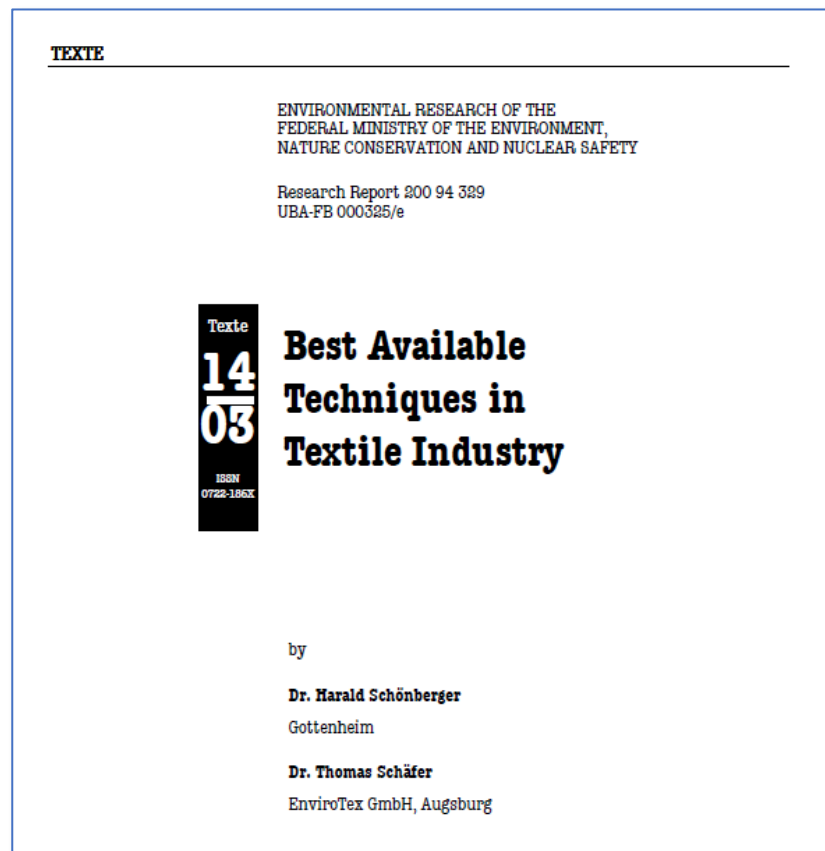 TEXTE
ENVIRONMENTAL RESEARCH OF THE
FEDERAL MINISTRY OF THE ENVIRONMENT,
NATURE CONSERVATION AND NUCLEAR SAFETY
Research Report 200 94 329
UBA-FB 000325/e
Texte
14
03
ISSN
0722-186X
Best Available
Techniques in
Textile Industry
by
Dr. Harald Schönberger
Gottenheim
Dr. Thomas Schäfer
EnviroTex GmbH, Augsburg